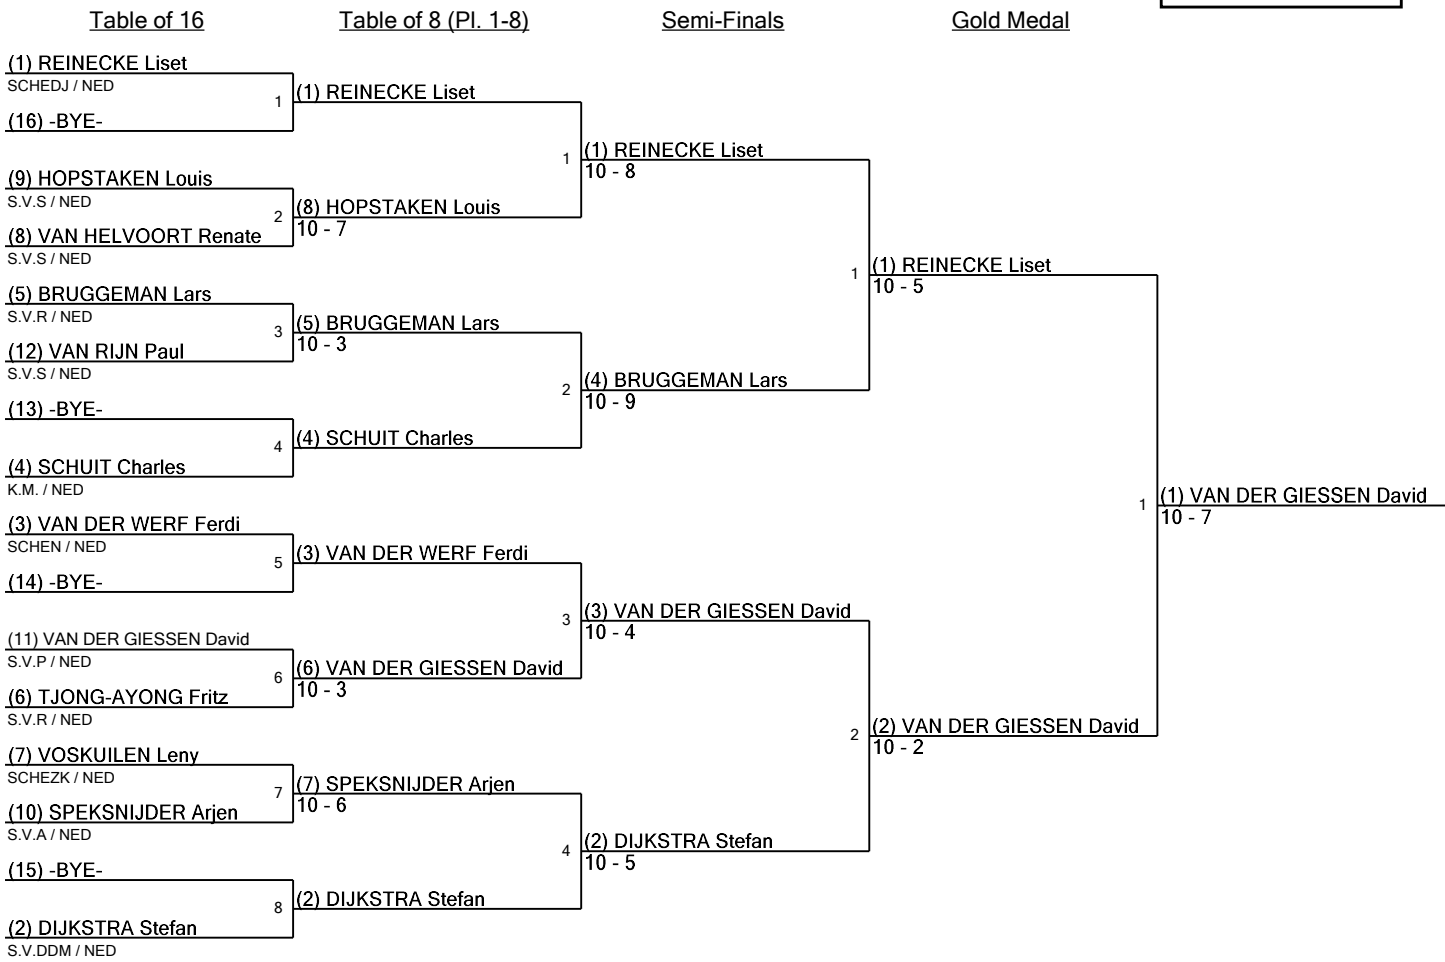 Table of 16
Table of 8 (Pl. 1-8)
Semi-Finals
Gold Medal
(1) REINECKE Liset
SCHEDJ / NED
1
(16) -BYE-
(9) HOPSTAKEN Louis
S.V.S / NED
2
(8) VAN HELVOORT Renate
S.V.S / NED
(5) BRUGGEMAN Lars
S.V.R / NED
3
(12) VAN RIJN Paul
S.V.S / NED
(13) -BYE-
4
(4) SCHUIT Charles
K.M. / NED
(3) VAN DER WERF Ferdi
SCHEN / NED
5
(14) -BYE-
(11) VAN DER GIESSEN David
S.V.P / NED
6
(6) TJONG-AYONG Fritz
S.V.R / NED
(7) VOSKUILEN Leny
SCHEZK / NED
7
(10) SPEKSNIJDER Arjen
S.V.A / NED
(15) -BYE-
8
(2) DIJKSTRA Stefan
S.V.DDM / NED
(1) REINECKE Liset
1
(8) HOPSTAKEN Louis
10 - 7
(5) BRUGGEMAN Lars
10 - 3
2
(4) SCHUIT Charles
(3) VAN DER WERF Ferdi
3
(6) VAN DER GIESSEN David
10 - 3
(7) SPEKSNIJDER Arjen
10 - 6
4
(2) DIJKSTRA Stefan
(1) REINECKE Liset
10 - 8
1
(4) BRUGGEMAN Lars
10 - 9
(3) VAN DER GIESSEN David
10 - 4
2
(2) DIJKSTRA Stefan
10 - 5
(1) REINECKE Liset
10 - 5
1
(2) VAN DER GIESSEN David
10 - 2
(1) VAN DER GIESSEN David
10 - 7